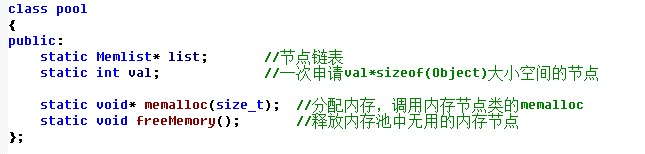 class pool
{
public:
    static Memlist* list;       //节点链表
    static int val;             //一次申请val*sizeof(Object)大小空间的节点

    static void* memalloc(size_t);  //分配内存，调用内存节点类的memalloc
    static void freeMemory();       //释放内存池中无用的内存节点
};